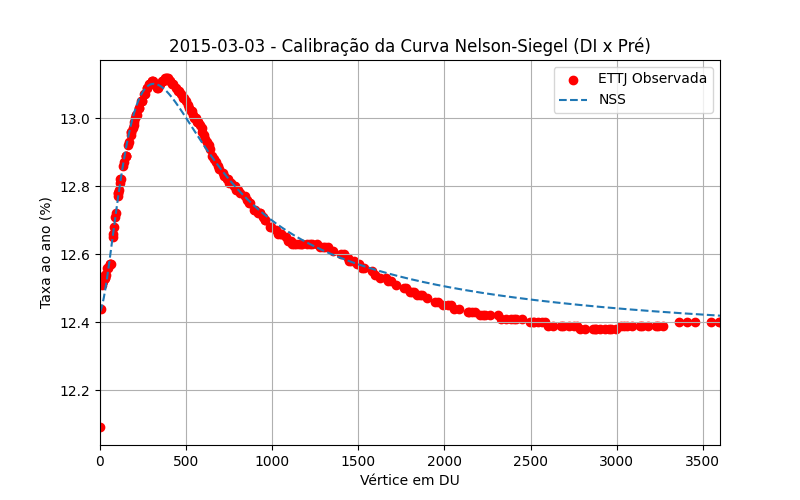 2015-03-03 - Calibração da Curva Nelson-Siegel (DI x Pré)
ETTJ Observada
NSS
Taxa ao ano (%)
13.0
12.8
12.6
12.4
12.2
0 500 1000 1500 2000 2500 3000 3500
Vértice em DU